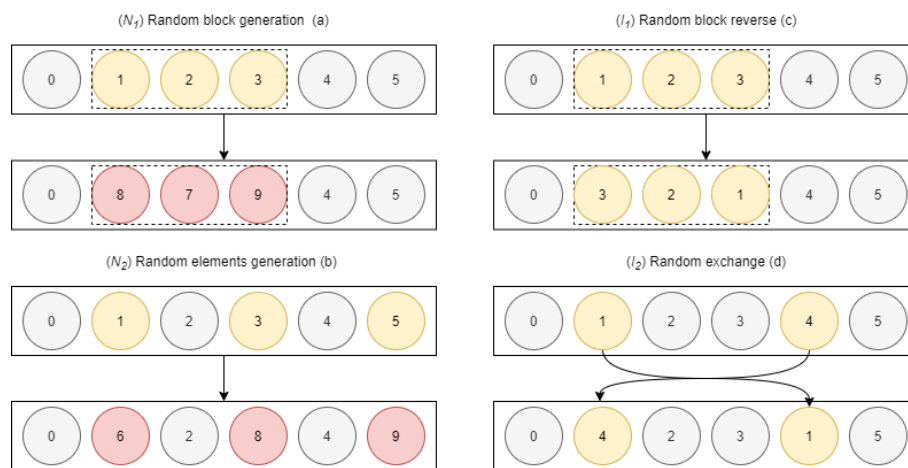 (N1) Random block generation (a)
0 1 2 3 4 5
0 8 7 9 4 5
(N2) Random elements generation (b)
0 1 2 3 4 5
0 6 2 8 4 9
(I1) Random block reverse (c)
0 1 2 3 4 5
0 3 2 1 4 5
(I2) Random exchange (d)
0 1 2 3 4 5
0 4 2 3 1 5